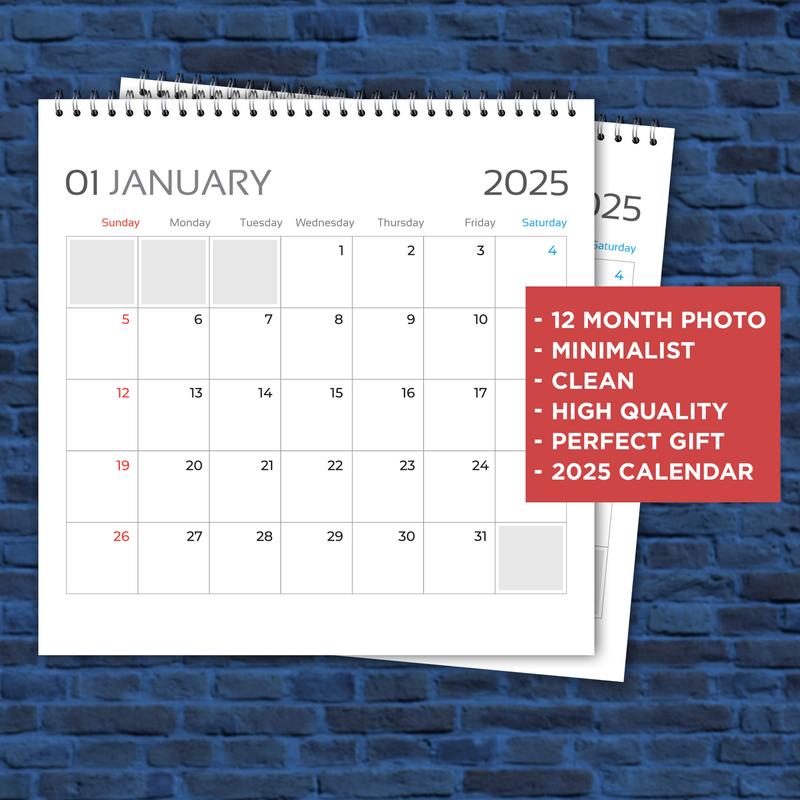 01 JANUARY 2025
Sunday Monday Tuesday Wednesday Thursday Friday Saturday
1 2 3 4
5 6 7 8 9 10
12 13 14 15 16 17
19 20 21 22 23 24
26 27 28 29 30 31
025
Saturday
4
- 12 MONTH PHOTO
- MINIMALIST
- CLEAN
- HIGH QUALITY
- PERFECT GIFT
- 2025 CALENDAR